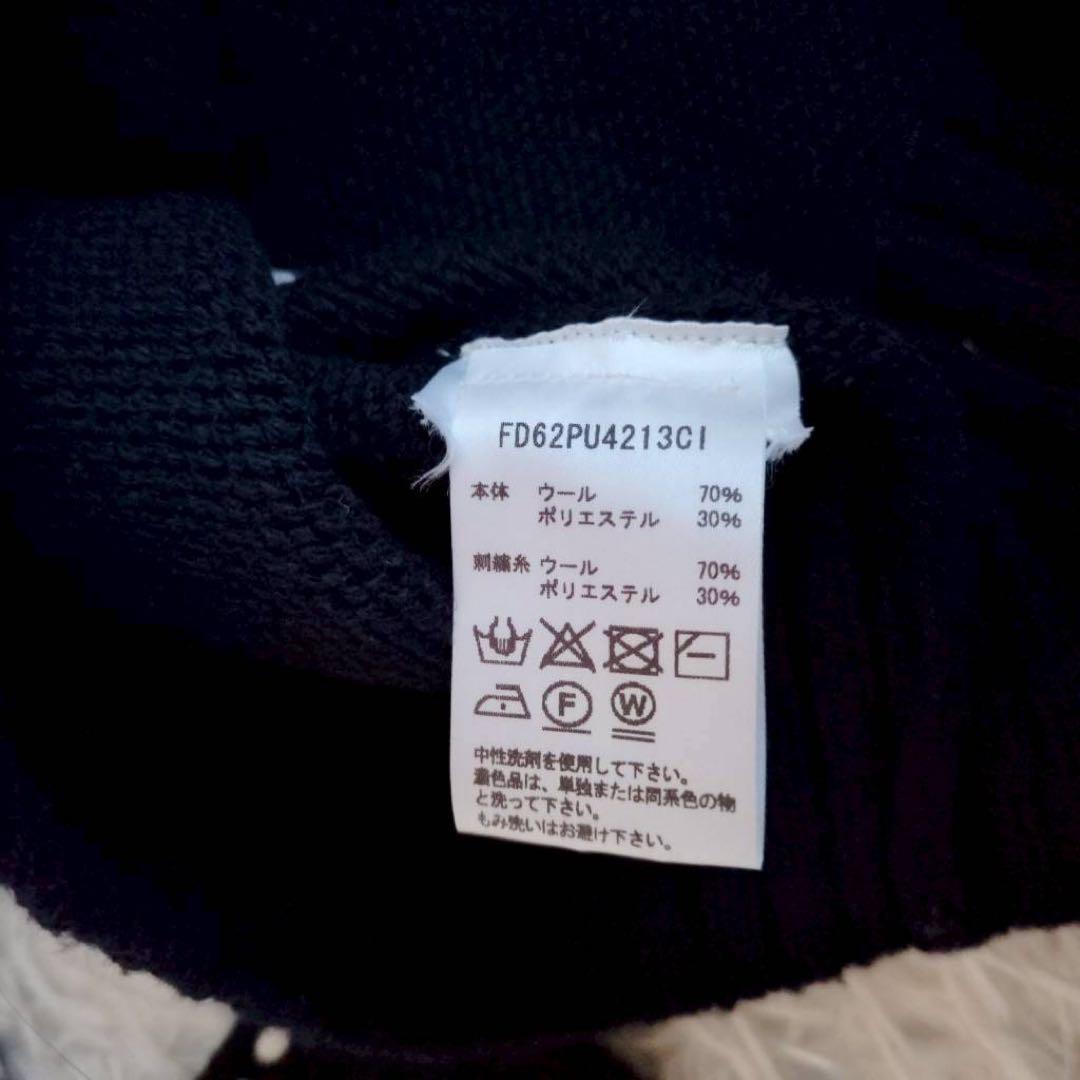 FD62PU4213CI
本体 ウール 70%
ポリエステル 30%
刺繍糸 ウール 70%
ポリエステル 30%
F W
中性洗剤を使用して下さい。
濃色品は、単独または同系色の物
と洗って下さい。
もみ洗いはお避け下さい。